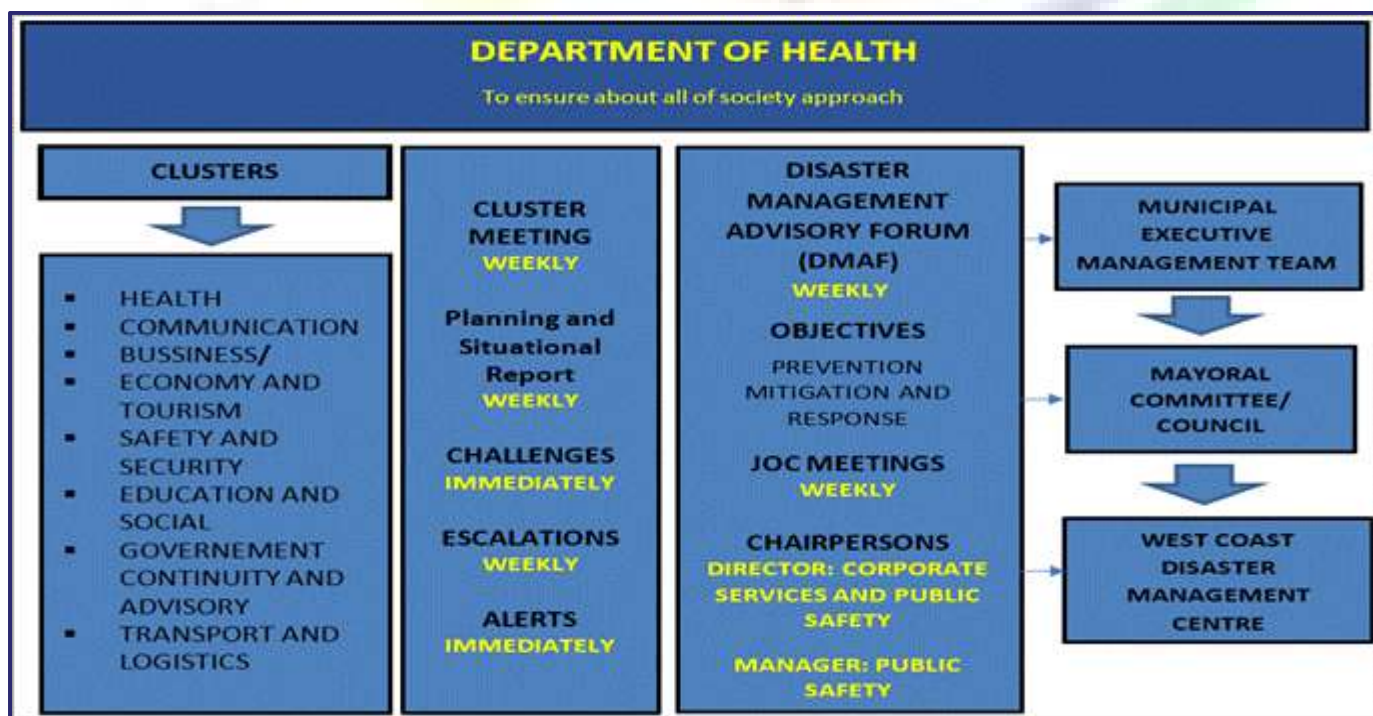 DEPARTMENT OF HEALTH
To ensure about all of society approach
CLUSTERS
▪ HEALTH
▪ COMMUNICATION
▪ BUSSINESS/
▪ ECONOMY AND
TOURISM
▪ SAFETY AND
SECURITY
▪ EDUCATION AND
SOCIAL
▪ GOVERNEMENT
CONTINUITY AND
ADVISORY
▪ TRANSPORT AND
LOGISTICS
CLUSTER
MEETING
WEEKLY
Planning and
Situational
Report
WEEKLY
CHALLENGES
IMMEDIATELY
ESCALATIONS
WEEKLY
ALERTS
IMMEDIATELY
DISASTER
MANAGEMENT
ADVISORY FORUM
(DMAF)
WEEKLY
OBJECTIVES
PREVENTION
MITIGATION AND
RESPONSE
JOC MEETINGS
WEEKLY
CHAIRPERSONS
DIRECTOR: CORPORATE
SERVICES AND PUBLIC
SAFETY
MANAGER: PUBLIC
SAFETY
MUNICIPAL
EXECUTIVE
MANAGEMENT TEAM
MAYORAL
COMMITTEE/
COUNCIL
WEST COAST
DISASTER
MANAGEMENT
CENTRE